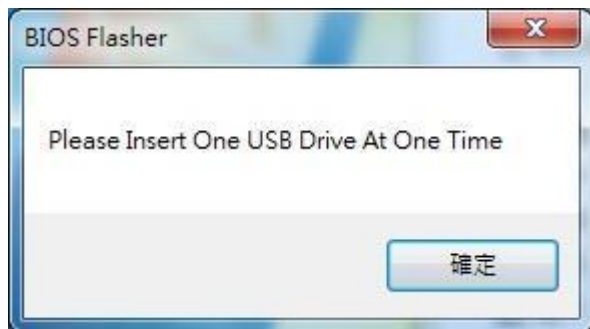 BIOS Flasher
Please Insert One USB Drive At One Time
確定